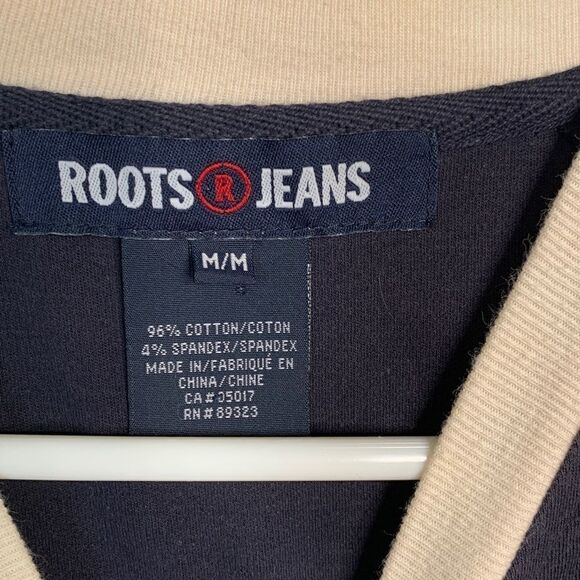 ROOTS R JEANS
M/M
96% COTTON/COTON
4% SPANDEX/SPANDEX
MADE IN/FABRIQUÉ EN
CHINA/CHINE
CA# 05017
RN# 89323